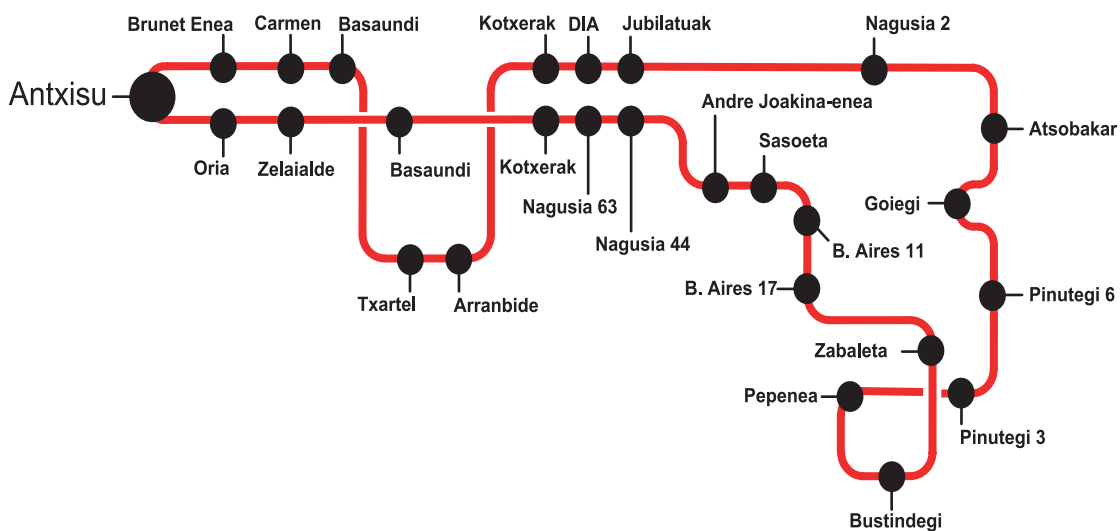 Brunet Enea
Carmen
Basaundi
Kotxerak
DIA
Jubilatuak
Nagusia 2
Antxisu
Andre Joakina-enea
Atsobakar
Sasoeta
Oria
Zelaialde
Basaundi
Kotxerak
Nagusia 63
Goiegi
Nagusia 44
B. Aires 11
B. Aires 17
Pinutegi 6
Txartel
Arranbide
Zabaleta
Pepenea
Pinutegi 3
Bustindegi